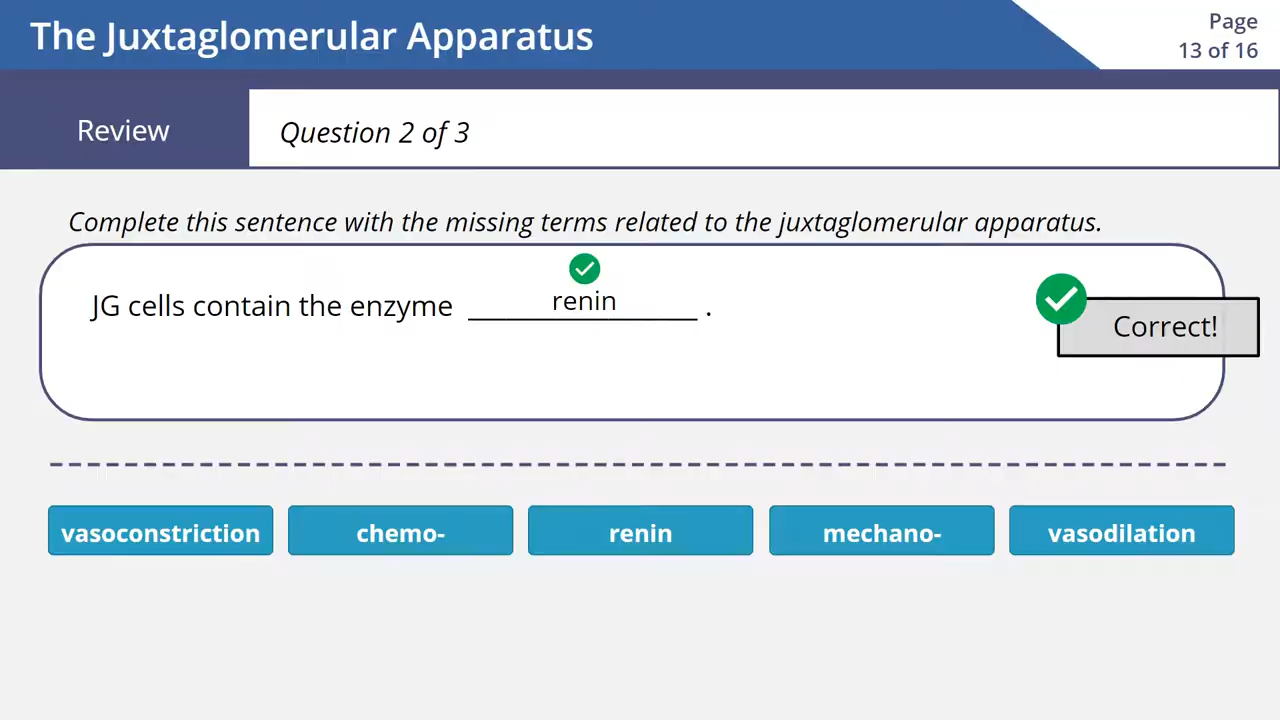 The Juxtaglomerular Apparatus
Page
13 of 16
Review
Question 2 of 3
Complete this sentence with the missing terms related to the juxtaglomerular apparatus.
JG cells contain the enzyme renin .
Correct!
vasoconstriction
chemo-
renin
mechano-
vasodilation